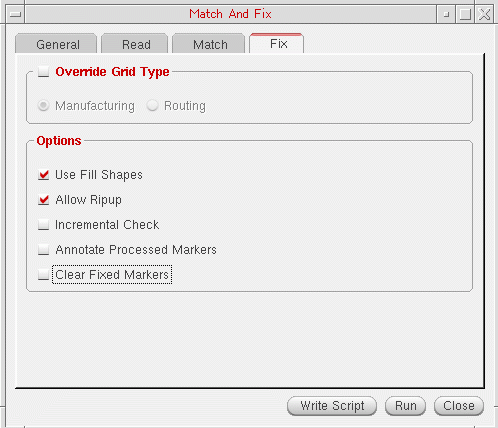 Match And Fix
General Read Match Fix
Override Grid Type
Manufacturing Routing
Options
Use Fill Shapes
Allow Ripup
Incremental Check
Annotate Processed Markers
Clear Fixed Markers
Write Script Run Close